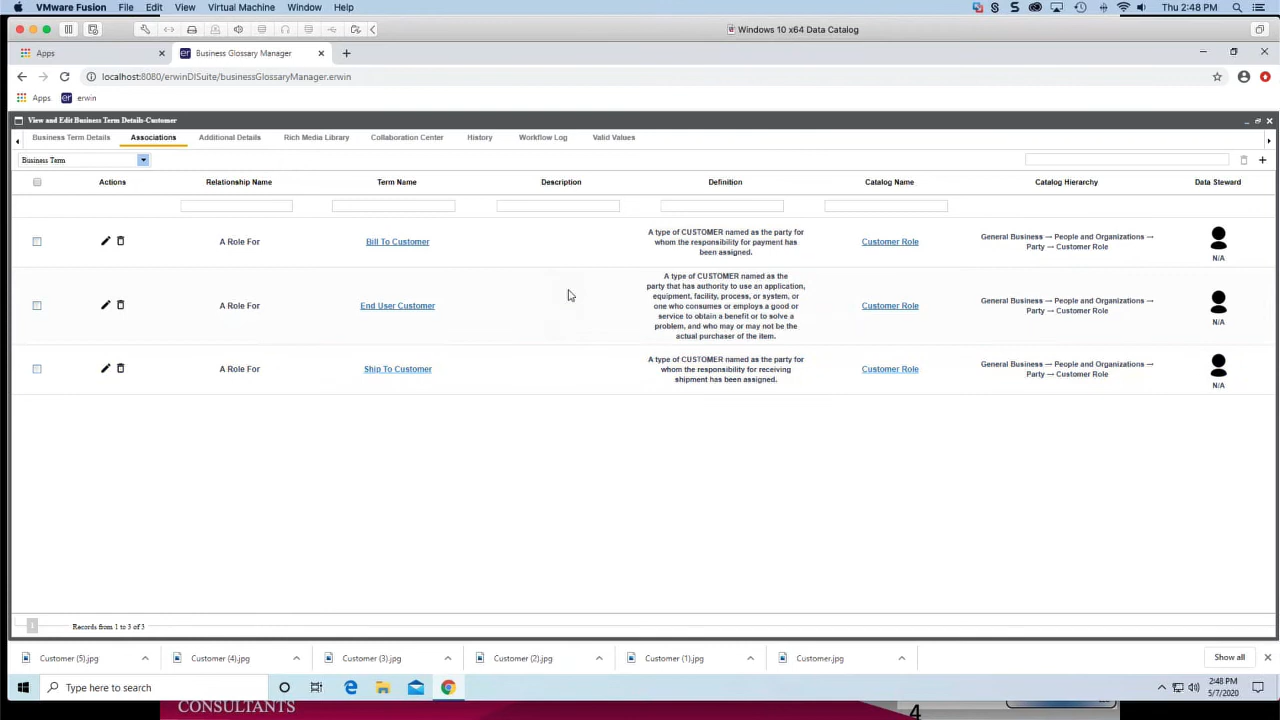 VMware Fusion File Edit View Virtual Machine Window Help Thu 2:48 PM
Windows 10 x64 Data Catalog
Apps Business Glossary Manager
localhost:8080/erwinDISuite/businessGlossaryManager.erwin
Apps erwin
View and Edit Business Term Details-Customer
Business Term Details Associations Additional Details Rich Media Library Collaboration Center History Workflow Log Valid Values
Business Term
Actions Relationship Name Term Name Description Definition Catalog Name Catalog Hierarchy Data Steward
A Role For Bill To Customer
A type of CUSTOMER named as the party for
whom the responsibility for payment has
been assigned.
Customer Role
General Business → People and Organizations →
Party → Customer Role
N/A
A Role For End User Customer
A type of CUSTOMER named as the
party that has authority to use an application,
equipment, facility, process, or system, or
one who consumes or employs a good or
service to obtain a benefit or to solve a
problem, and who may or may not be the
actual purchaser of the item.
Customer Role
General Business → People and Organizations →
Party → Customer Role
N/A
A Role For Ship To Customer
A type of CUSTOMER named as the party for
whom the responsibility for receiving
shipment has been assigned.
Customer Role
General Business → People and Organizations →
Party → Customer Role
N/A
1 Records from 1 to 3 of 3
Customer (5).jpg Customer (4).jpg Customer (3).jpg Customer (2).jpg Customer (1).jpg Customer.jpg Show all
Type here to search
2:48 PM
5/7/2020
CONSULTANTS
4